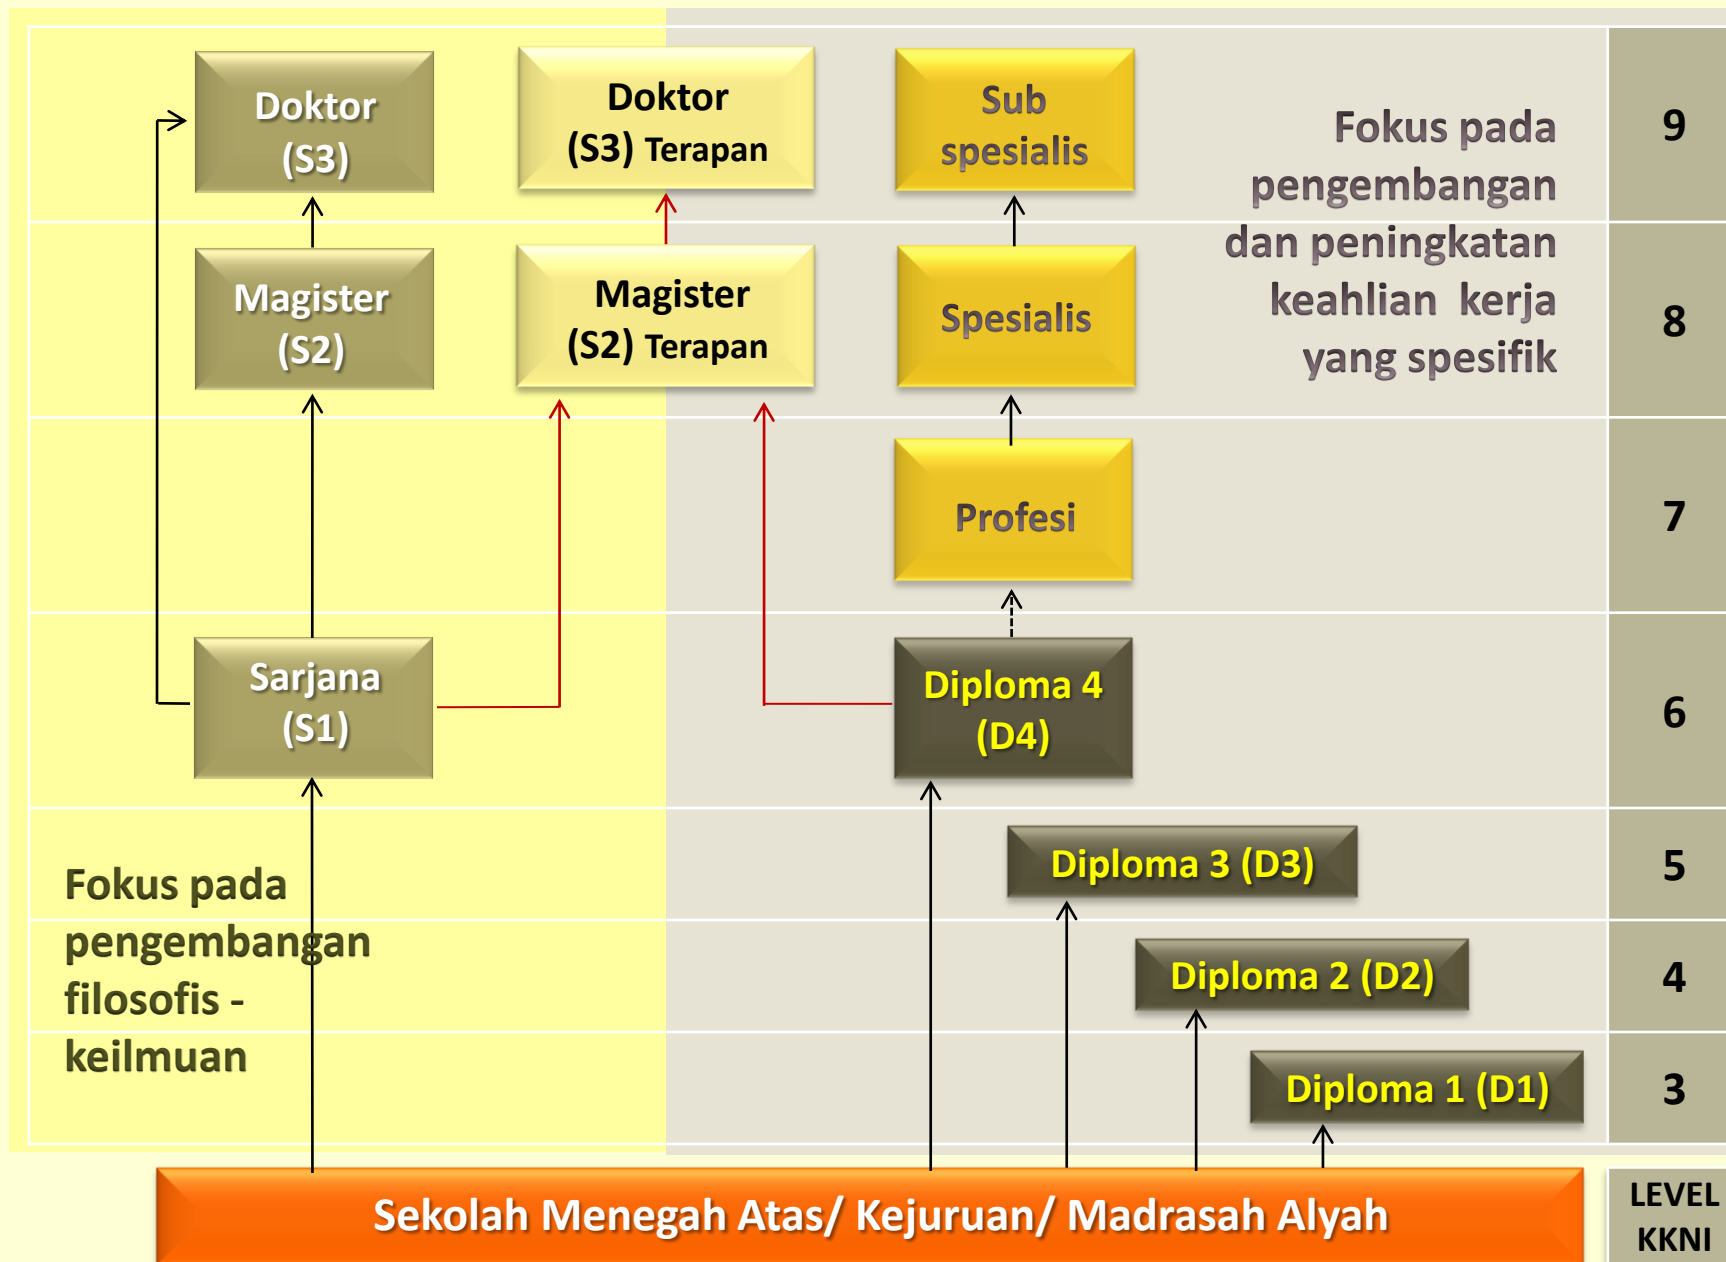 Doktor
(S3)
Doktor
(S3) Terapan
Sub
spesialis
Fokus pada
pengembangan
dan peningkatan
keahlian kerja
yang spesifik
9
Magister
(S2)
Magister
(S2) Terapan
Spesialis
8
Profesi
7
Sarjana
(S1)
Diploma 4
(D4)
6
Fokus pada
pengembangan
filosofis -
keilmuan
Diploma 3 (D3)
5
Diploma 2 (D2)
4
Diploma 1 (D1)
3
Sekolah Menegah Atas/ Kejuruan/ Madrasah Alyah
LEVEL
KKNI